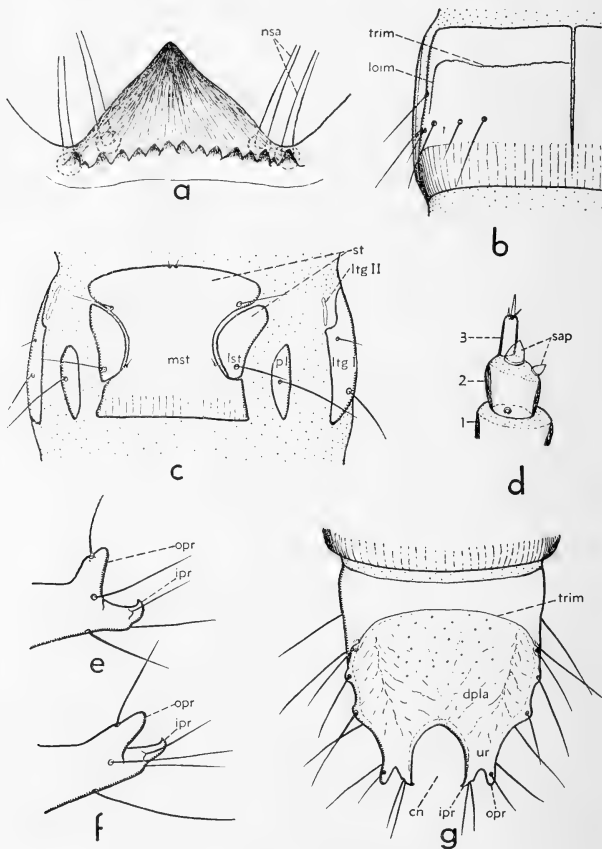 nsa
a
trim
loim
b
st
ltg II
mst
lst
pl
ltg I
c
3
sap
2
1
d
opr
ipr
e
opr
ipr
f
trim
dpla
ur
cn
ipr
opr
g